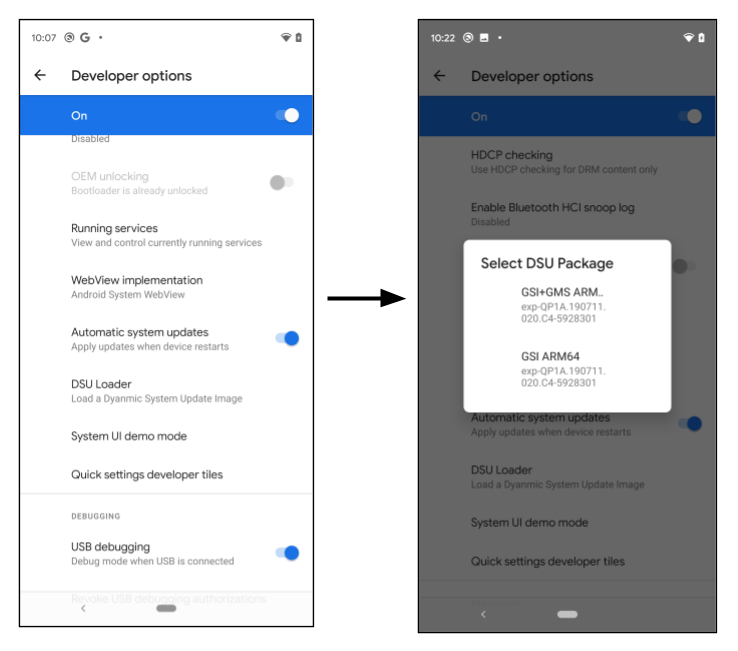 10:07
Developer options
On
Disabled
OEM unlocking
Bootloader is already unlocked
Running services
View and control currently running services
WebView implementation
Android System WebView
Automatic system updates
Apply updates when device restarts
DSU Loader
Load a Dyanmic System Update Image
System UI demo mode
Quick settings developer tiles
DEBUGGING
USB debugging
Debug mode when USB is connected
Revoke USB debugging authorizations
10:22
Developer options
On
HDCP checking
Use HDCP checking for DRM content only
Enable Bluetooth HCI snoop log
Disabled
Select DSU Package
GSI+GMS ARM..
exp-QP1A.190711.
020.C4-5928301
GSI ARM64
exp-QP1A.190711.
020.C4-5928301
Automatic system updates
Apply updates when device restarts
DSU Loader
Load a Dyanmic System Update Image
System UI demo mode
Quick settings developer tiles